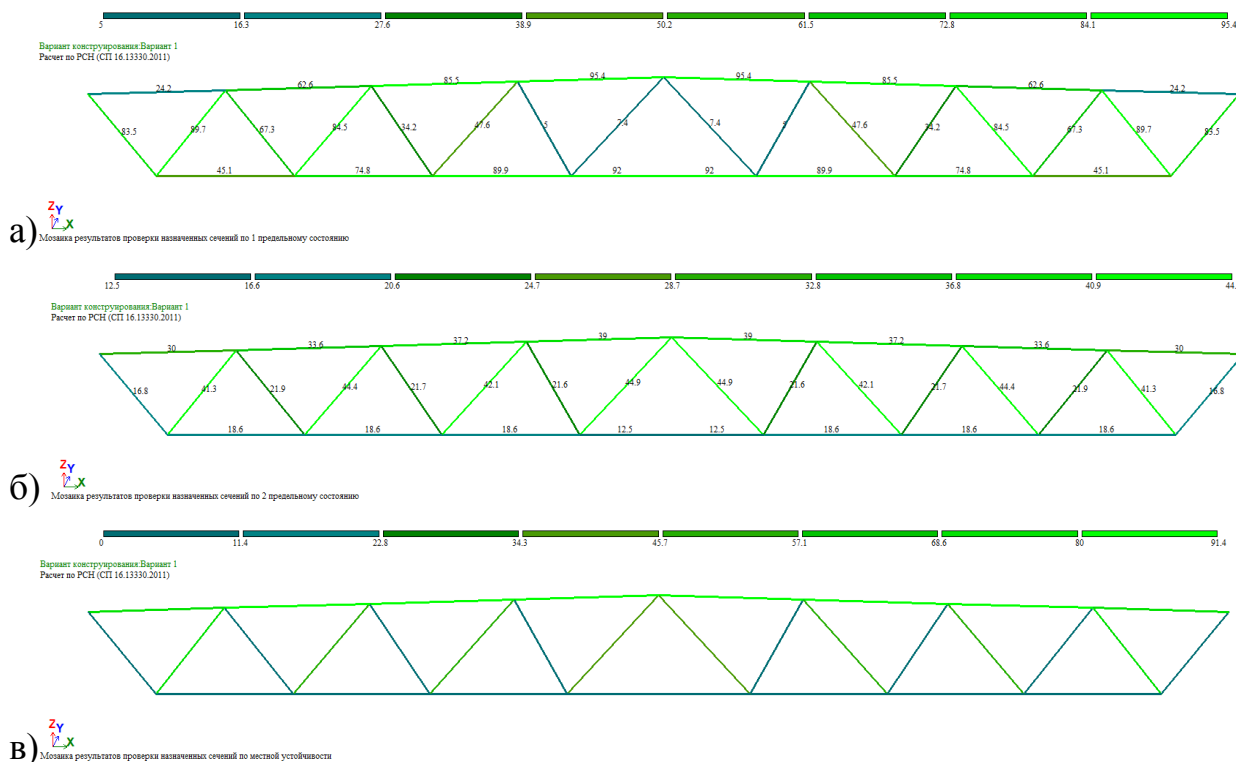 5 16.3 27.6 38.9 50.2 61.5 72.8 84.1 95.4
Вариант конструирования:Вариант 1
Расчет по РСН (СП 16.13330.2011)
24.2 62.6 85.5 95.4 95.4 85.5 62.6 24.2
83.5 89.7 67.3 84.5 34.2 47.6 5 7.4 7.4 5 47.6 34.2 84.5 67.3 89.7 83.5
45.1 74.8 89.9 92 92 89.9 74.8 45.1
Z Y X
а) Мозаика результатов проверки назначенных сечений по 1 предельному состоянию
12.5 16.6 20.6 24.7 28.7 32.8 36.8 40.9 44.
Вариант конструирования:Вариант 1
Расчет по РСН (СП 16.13330.2011)
30 33.6 37.2 39 39 37.2 33.6 30
16.8 41.3 21.9 44.4 21.7 42.1 21.6 44.9 44.9 21.6 42.1 21.7 44.4 21.9 41.3 16.8
18.6 18.6 18.6 12.5 12.5 18.6 18.6 18.6
Z Y X
б) Мозаика результатов проверки назначенных сечений по 2 предельному состоянию
0 11.4 22.8 34.3 45.7 57.1 68.6 80 91.4
Вариант конструирования:Вариант 1
Расчет по РСН (СП 16.13330.2011)
Z Y X
в) Мозаика результатов проверки назначенных сечений по местной устойчивости